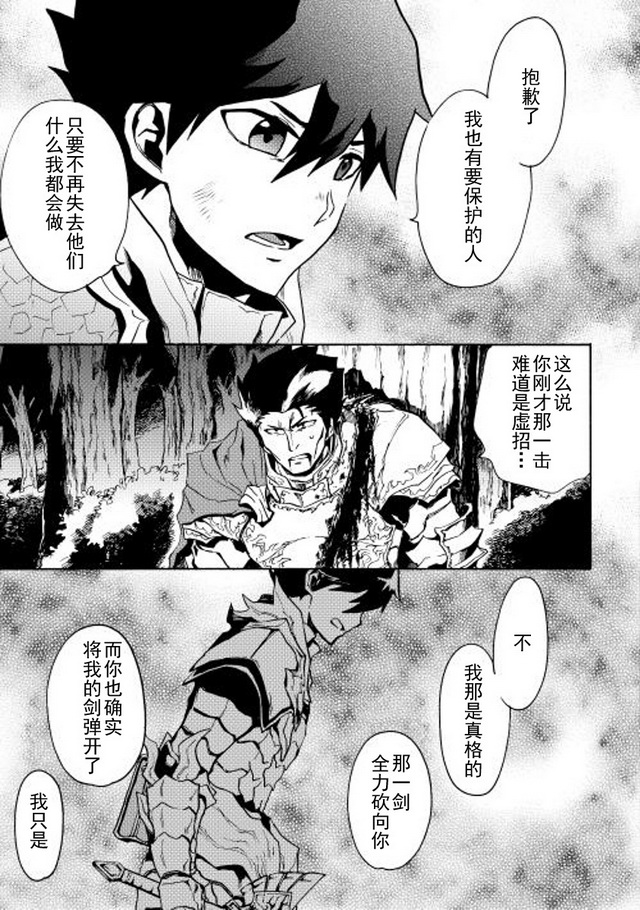 抱歉了
我也有要保护的人
只要不再失去他们
什么我都会做
这么说
你刚才那一击
难道是虚招…
不
我那是真格的
那一剑
全力砍向你
而你也确实
将我的剑弹开了
我只是